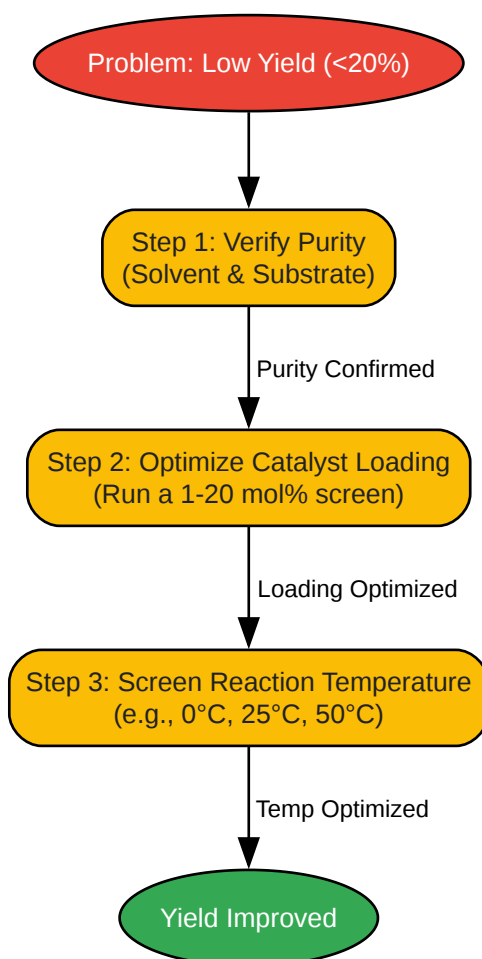 Problem: Low Yield (<20%)
Step 1: Verify Purity
(Solvent & Substrate)
Purity Confirmed
Step 2: Optimize Catalyst Loading
(Run a 1-20 mol% screen)
Loading Optimized
Step 3: Screen Reaction Temperature
(e.g., 0°C, 25°C, 50°C)
Temp Optimized
Yield Improved